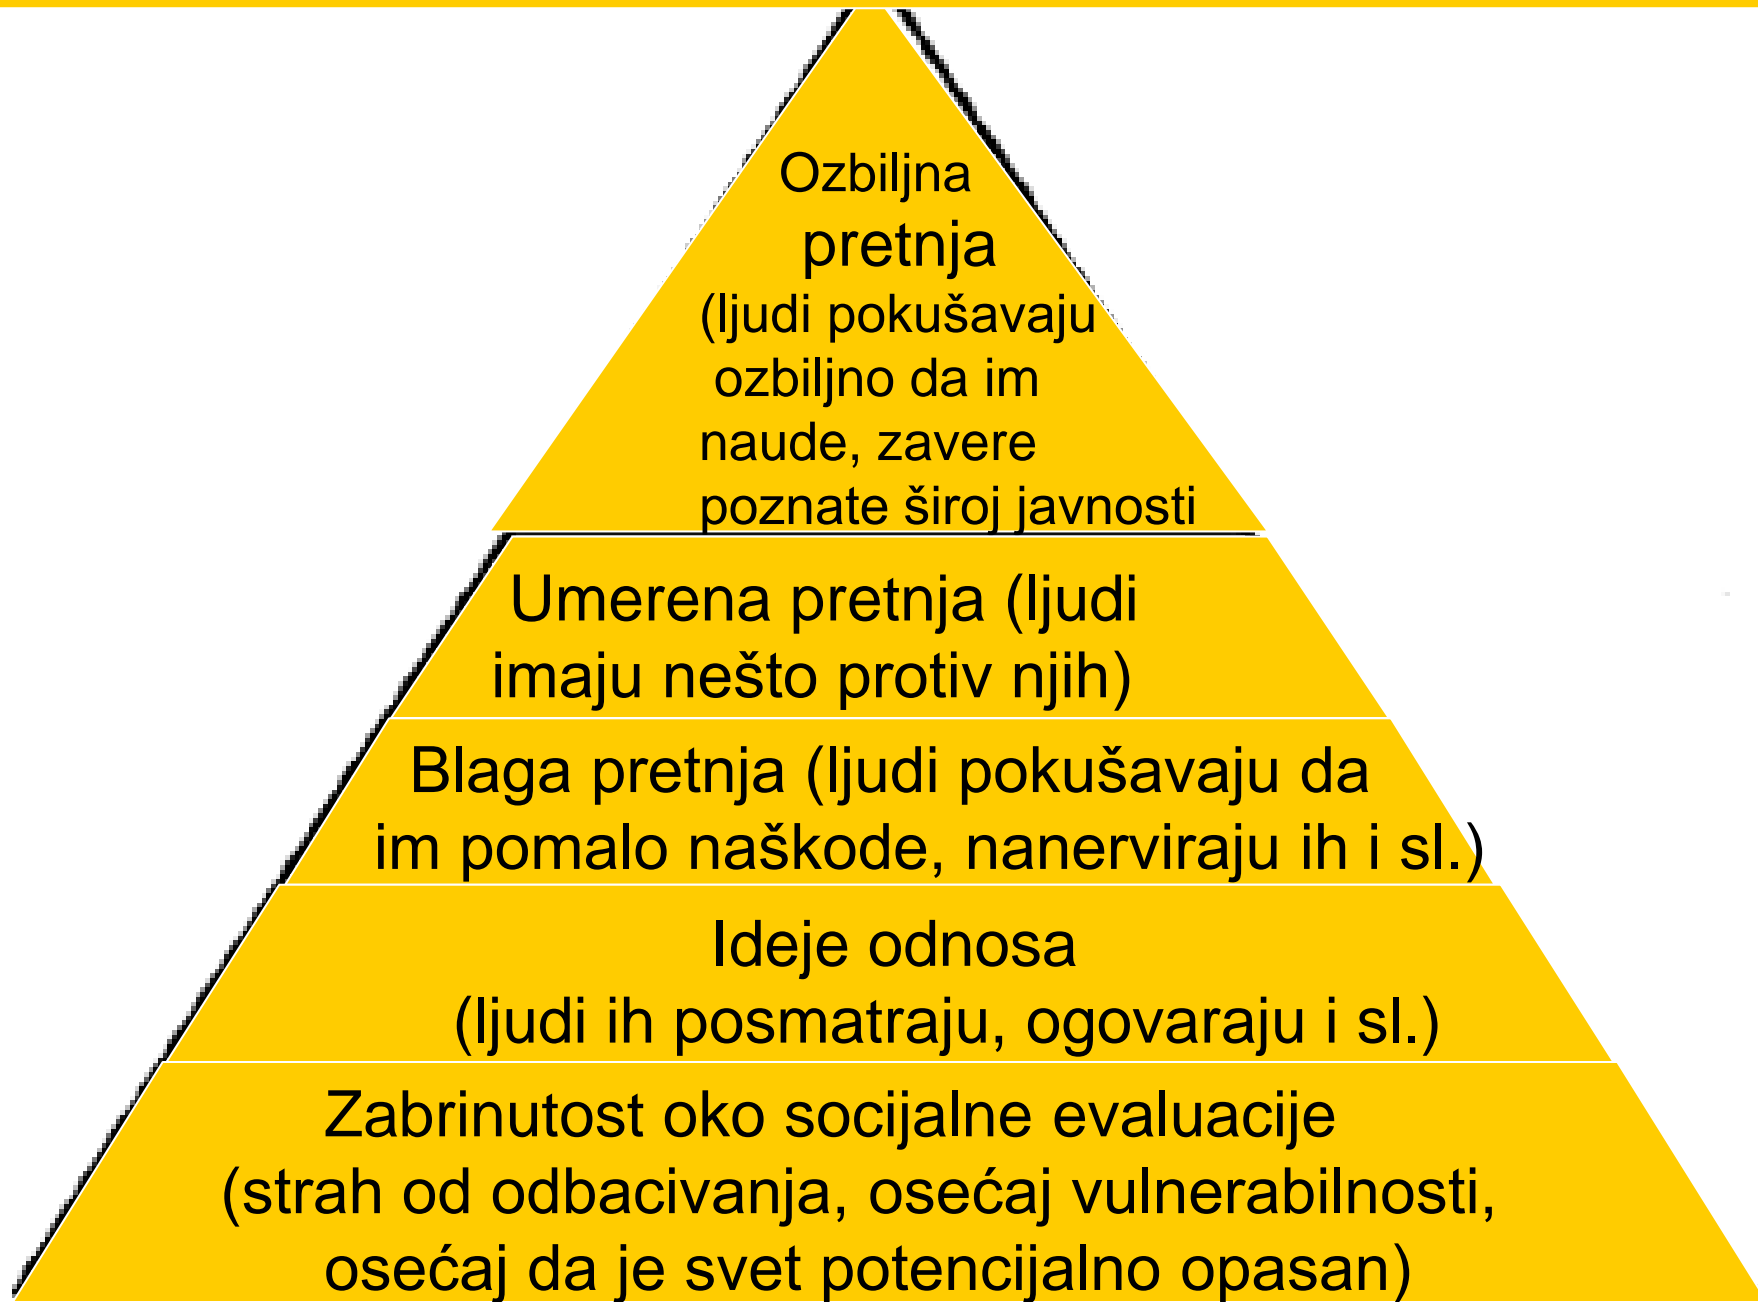 Ozbiljna
pretnja
(ljudi pokušavaju
ozbiljno da im
naude, zavere
poznate široj javnosti
Umerena pretnja (ljudi
imaju nešto protiv njih)
Blaga pretnja (ljudi pokušavaju da
im pomalo naškode, nanerviraju ih i sl.)
Ideje odnosa
(ljudi ih posmatraju, ogovaraju i sl.)
Zabrinutost oko socijalne evaluacije
(strah od odbacivanja, osećaj vulnerabilnosti,
osećaj da je svet potencijalno opasan)